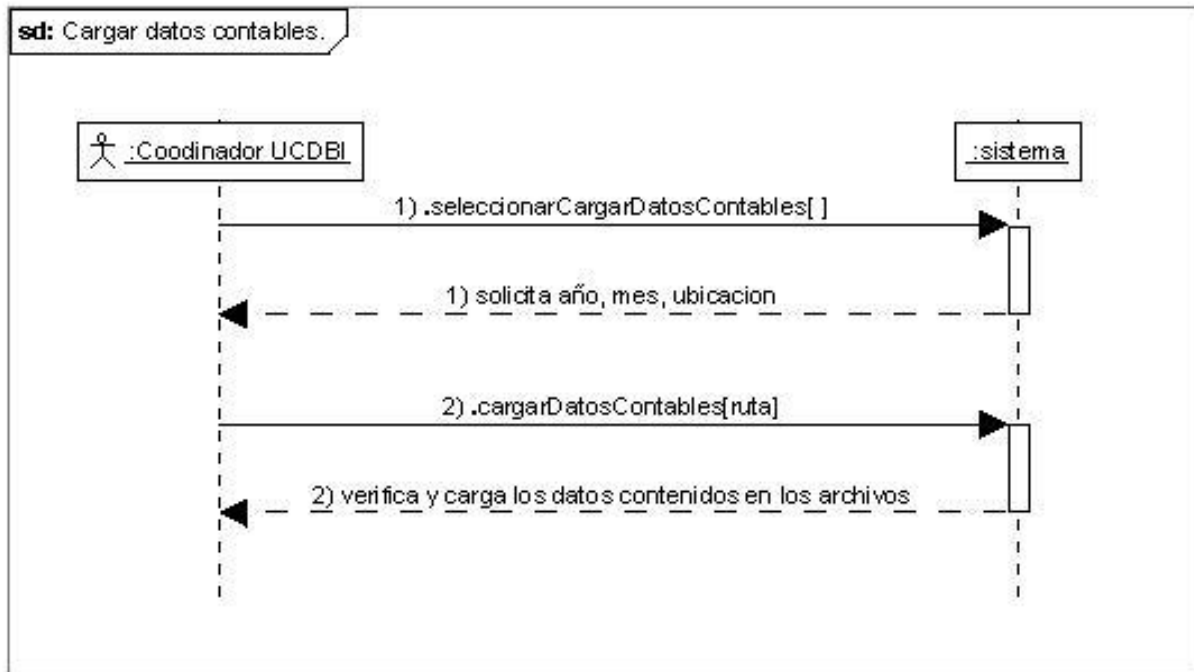 sd: Cargar datos contables.
:Coodinador UCDBI
:sistema
1) .seleccionarCargarDatosContables[ ]
1) solicita año, mes, ubicacion
2) .cargarDatosContables[ruta]
2) verifica y carga los datos contenidos en los archivos